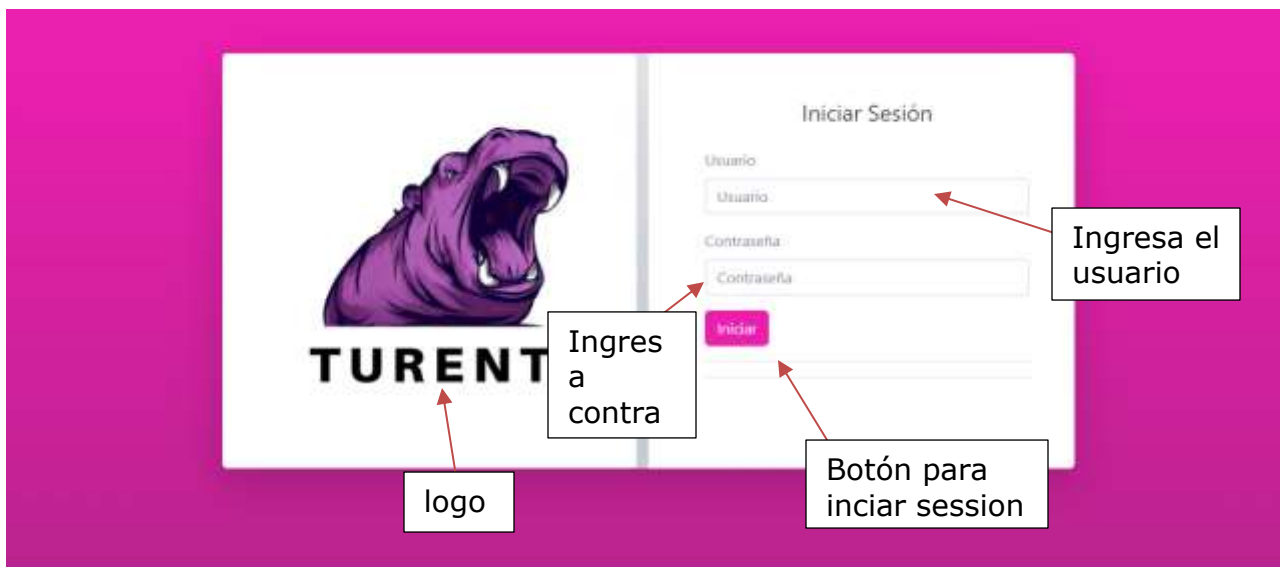 Iniciar Sesión
Usuario
Usuario
Ingresa el
usuario
Contraseña
Contraseña
Iniciar
Ingres
a
contra
TURENT
logo
Botón para
inciar session